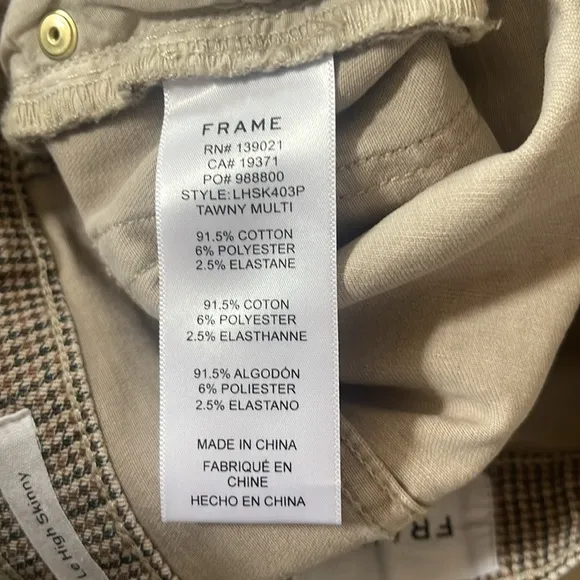 FRAME
RN# 139021
CA# 19371
PO# 988800
STYLE: LHSK403P
TAWNY MULTI
91.5% COTTON
6% POLYESTER
2.5% ELASTANE
91.5% COTON
6% POLYESTER
2.5% ELASTHANNE
91.5% ALGODÓN
6% POLIESTER
2.5% ELASTANO
MADE IN CHINA
FABRIQUÉ EN
CHINE
HECHO EN CHINA
Le High Skinny
FRA